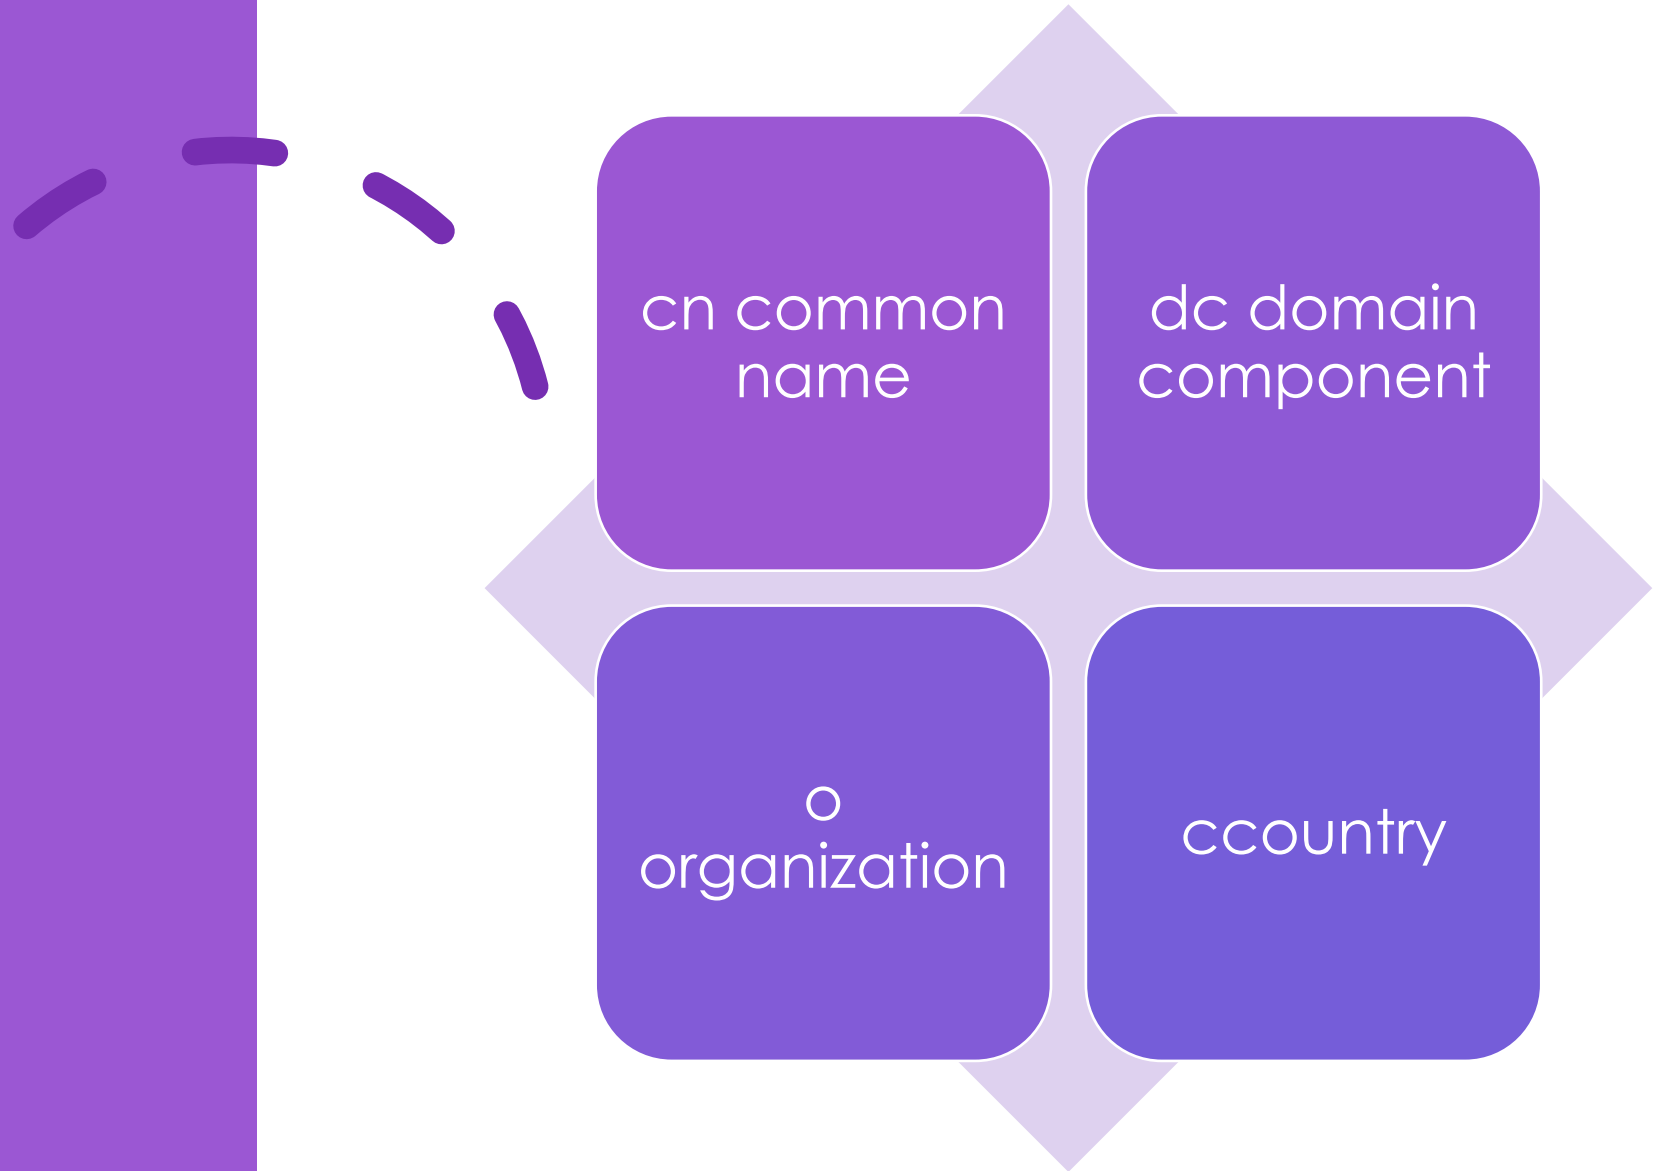 cn common
name
dc domain
component
o
organization
ccountry